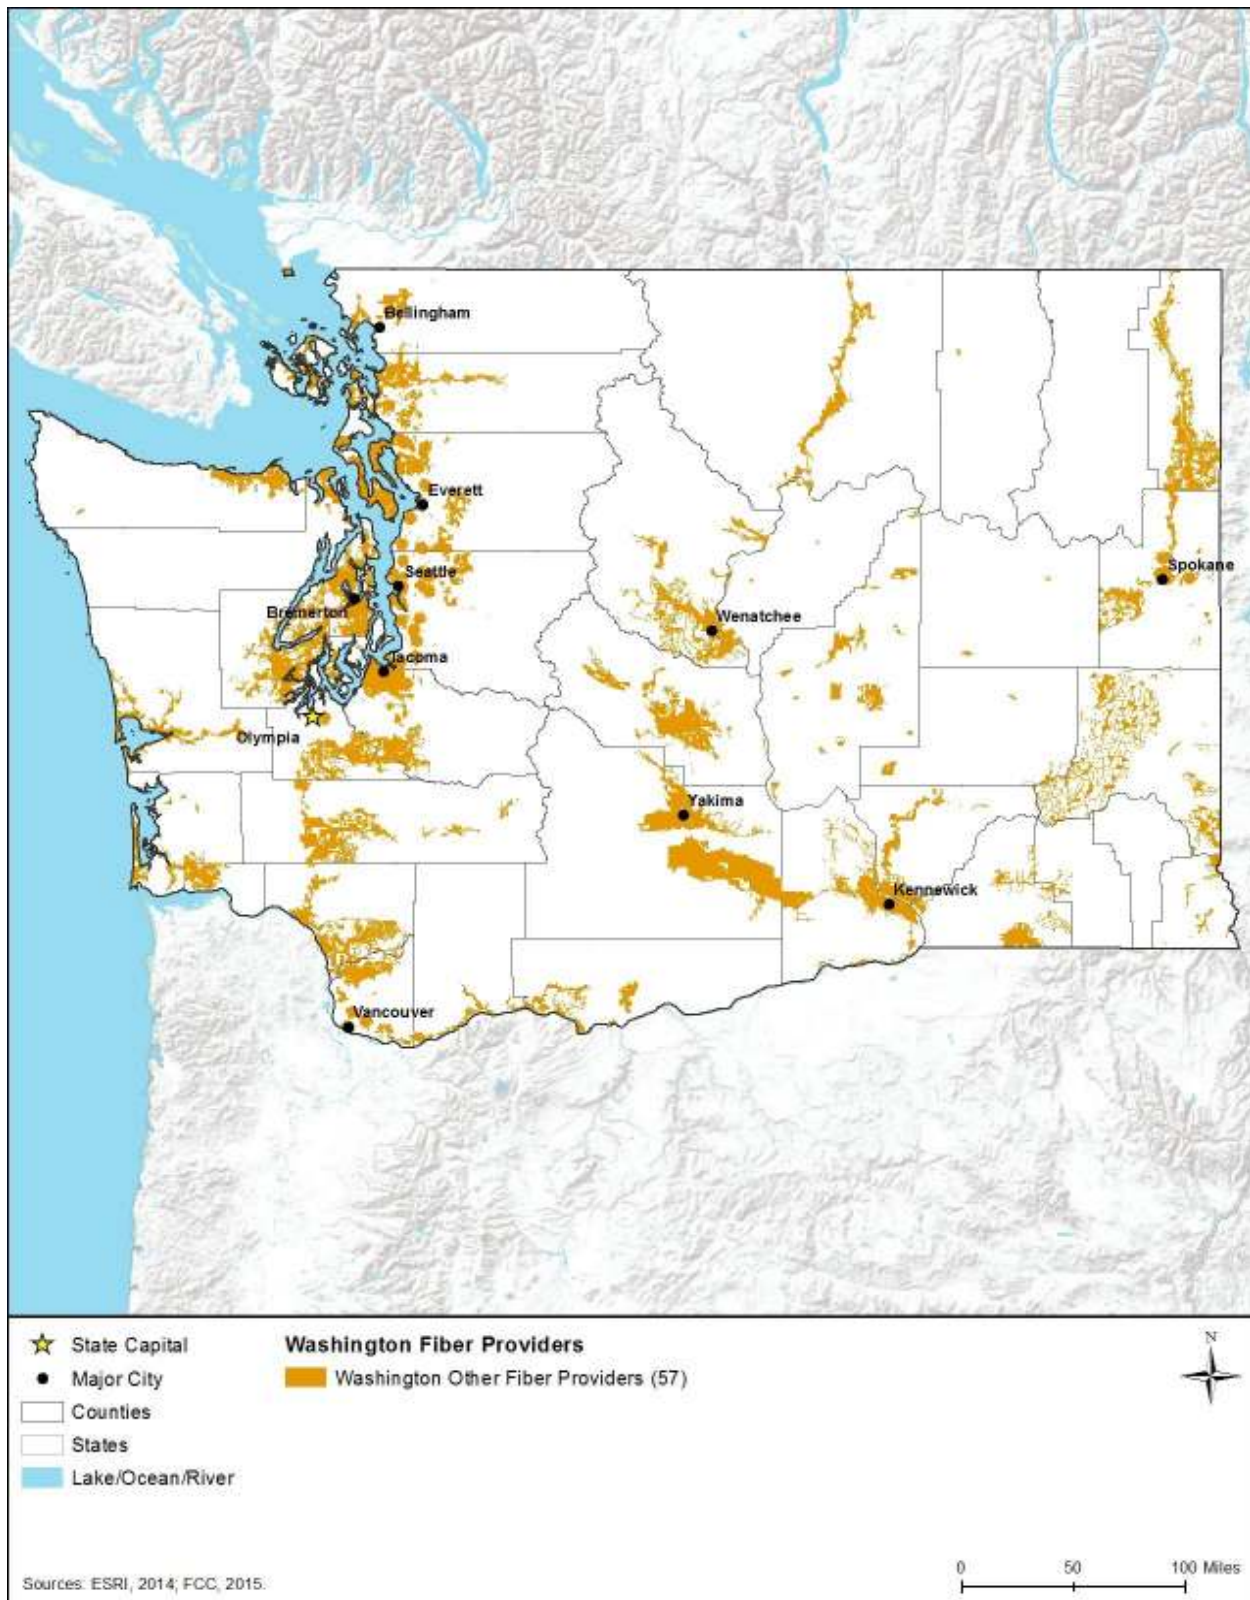 Bellingham
Everett
Seattle
Spokane
Bremerton
Wenatchee
Tacoma
Olympia
Yakima
Kennewick
Vancouver
State Capital
Major City
Counties
States
Lake/Ocean/River
Washington Fiber Providers
Washington Other Fiber Providers (57)
N
0 50 100 Miles
Sources: ESRI, 2014; FCC, 2015.